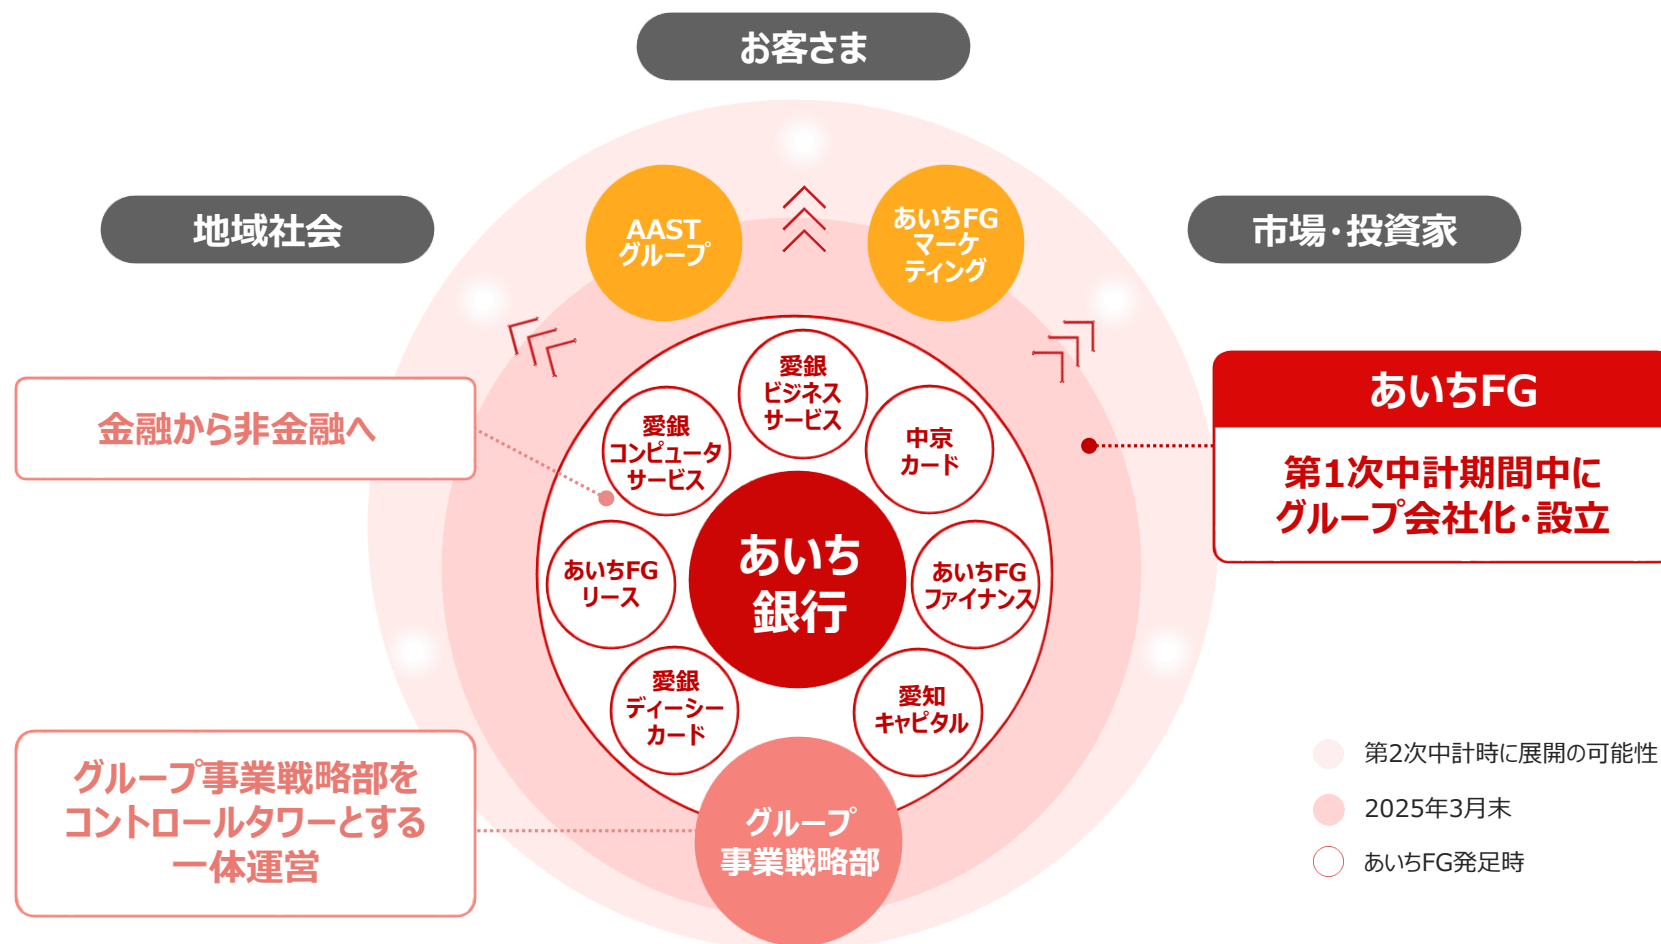 お客さま
地域社会
市場・投資家
AAST
グループ
あいちFG
マーケ
ティング
あいちFG
第1次中計期間中に
グループ会社化・設立
金融から非金融へ
愛銀
ビジネス
サービス
愛銀
コンピュータ
サービス
中京
カード
あいち
銀行
あいちFG
リース
あいちFG
ファイナンス
愛銀
ディーシー
カード
愛知
キャピタル
グループ事業戦略部を
コントロールタワーとする
一体運営
グループ
事業戦略部
第2次中計時に展開の可能性
2025年3月末
あいちFG発足時